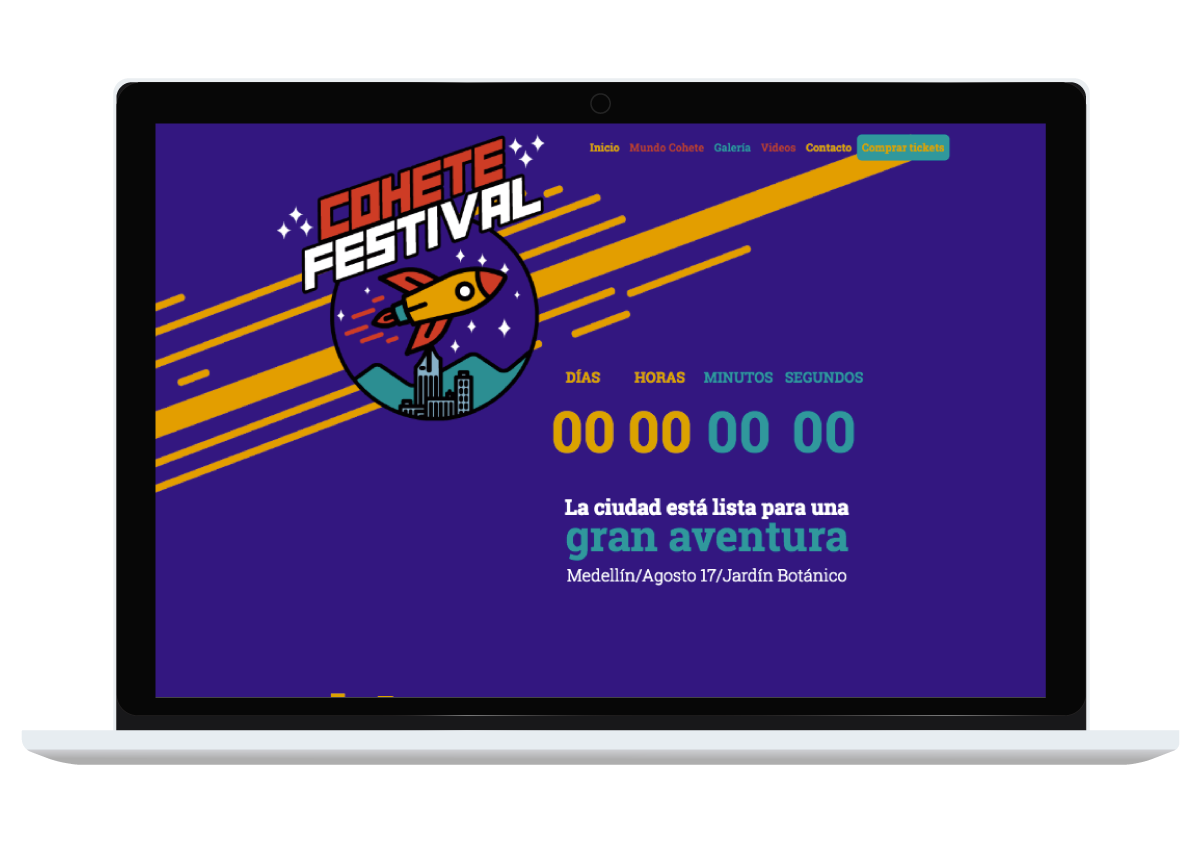 COHETE
FESTIVAL
Inicio Mundo Cohete Galería Videos Contacto Comprar tickets
DÍAS HORAS MINUTOS SEGUNDOS
00 00 00 00
La ciudad está lista para una
gran aventura
Medellín/Agosto 17/Jardín Botánico